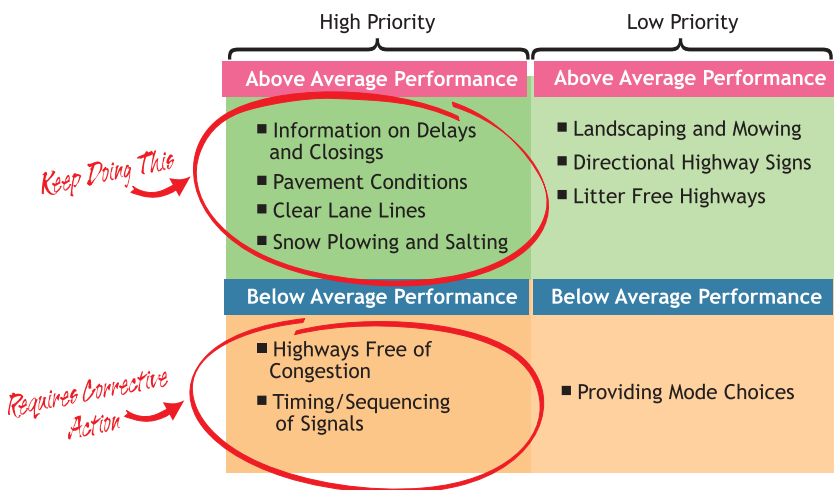 High Priority
Low Priority
Above Average Performance
Above Average Performance
■ Information on Delays
and Closings
■ Pavement Conditions
■ Clear Lane Lines
■ Snow Plowing and Salting
■ Landscaping and Mowing
■ Directional Highway Signs
■ Litter Free Highways
Keep Doing This
Below Average Performance
Below Average Performance
■ Highways Free of
Congestion
■ Timing/Sequencing
of Signals
■ Providing Mode Choices
Requires Corrective
Action